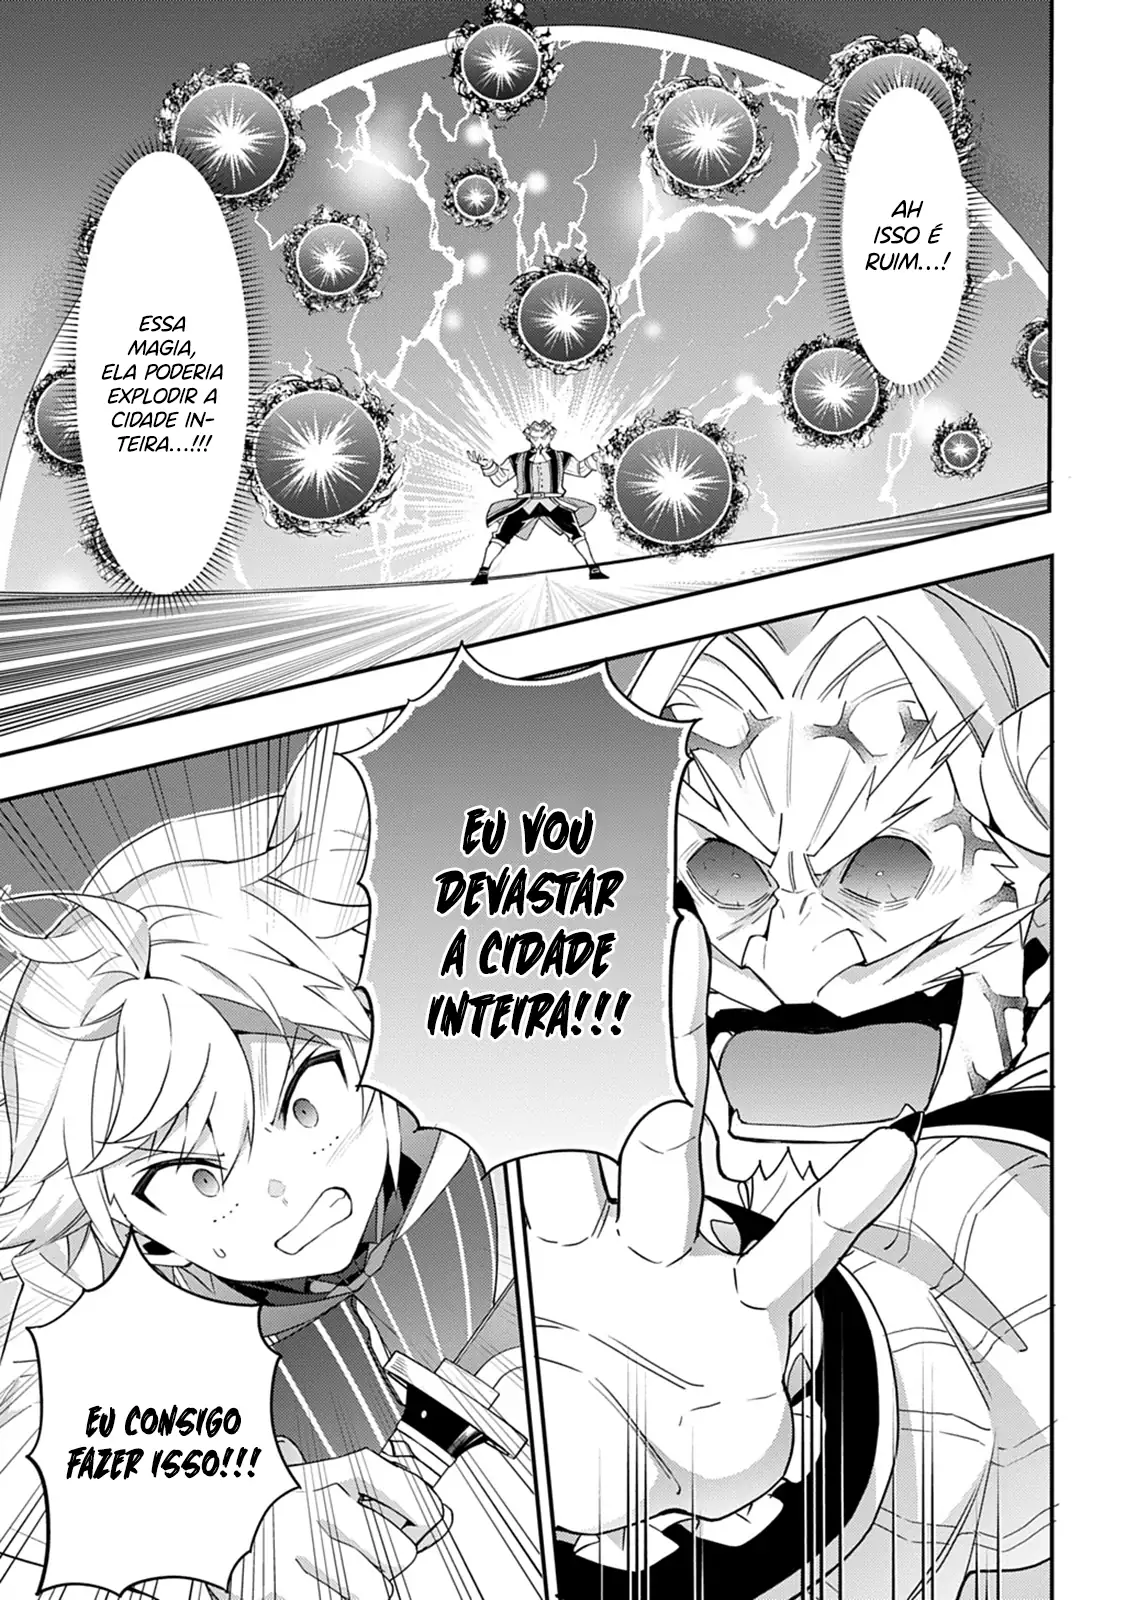 AH
ISSO É
RUIM...!
ESSA
MAGIA,
ELA PODERIA
EXPLODIR A
CIDADE IN-
TEIRA...!!!
EU VOU
DEVASTAR
A CIDADE
INTEIRA!!!
EU CONSIGO
FAZER ISSO!!!